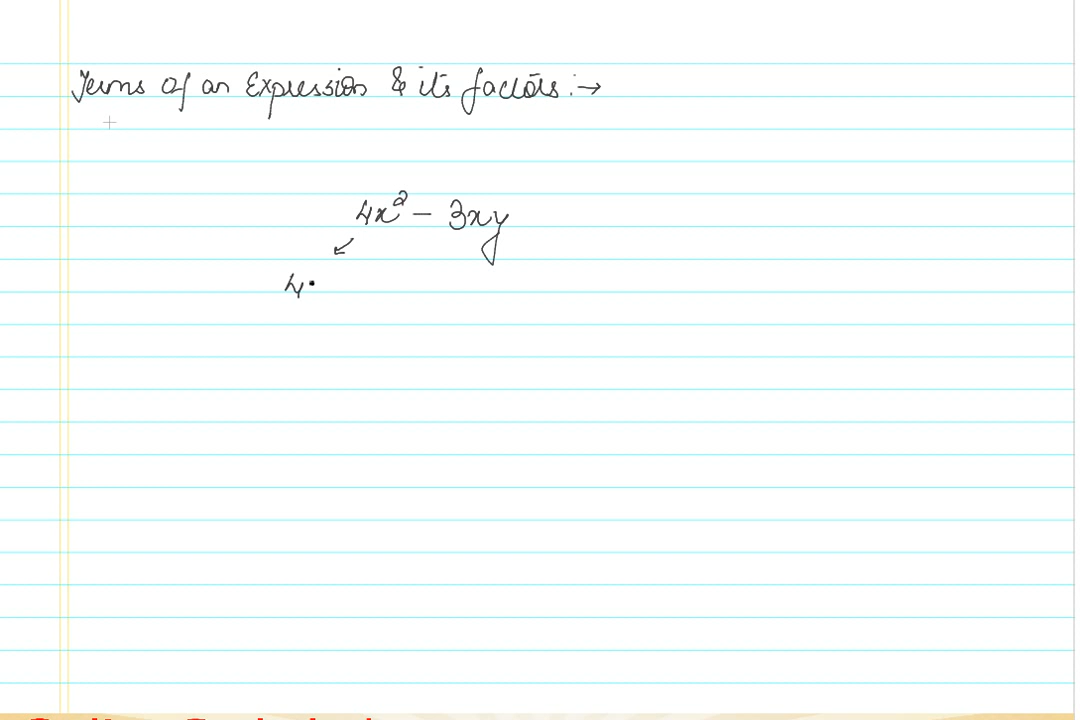 Terms of an Expression & its factors :→
4x² - 3xy
↙
4